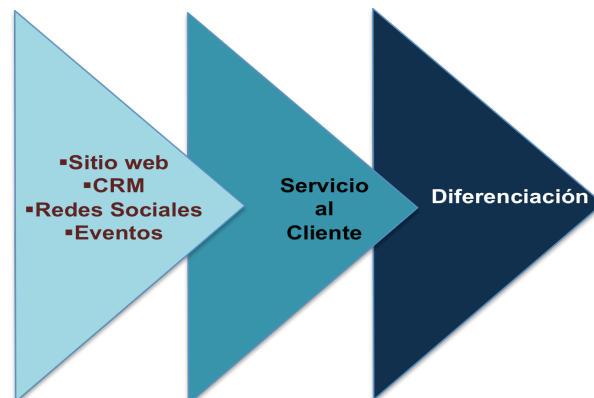 ▪Sitio web
▪CRM
▪Redes Sociales
▪Eventos
Servicio
al
Cliente
Diferenciación